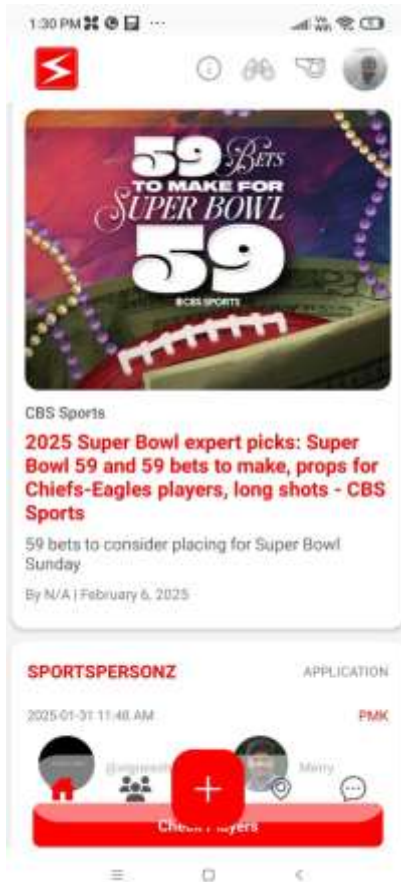 1:30 PM
59 BETS
TO MAKE FOR
SUPER BOWL
59
CBS SPORTS
CBS Sports
2025 Super Bowl expert picks: Super
Bowl 59 and 59 bets to make, props for
Chiefs-Eagles players, long shots - CBS
Sports
59 bets to consider placing for Super Bowl
Sunday
By N/A | February 6, 2025
SPORTSPERSONZ APPLICATION
2025-01-31 11:48 AM PMK
Merry